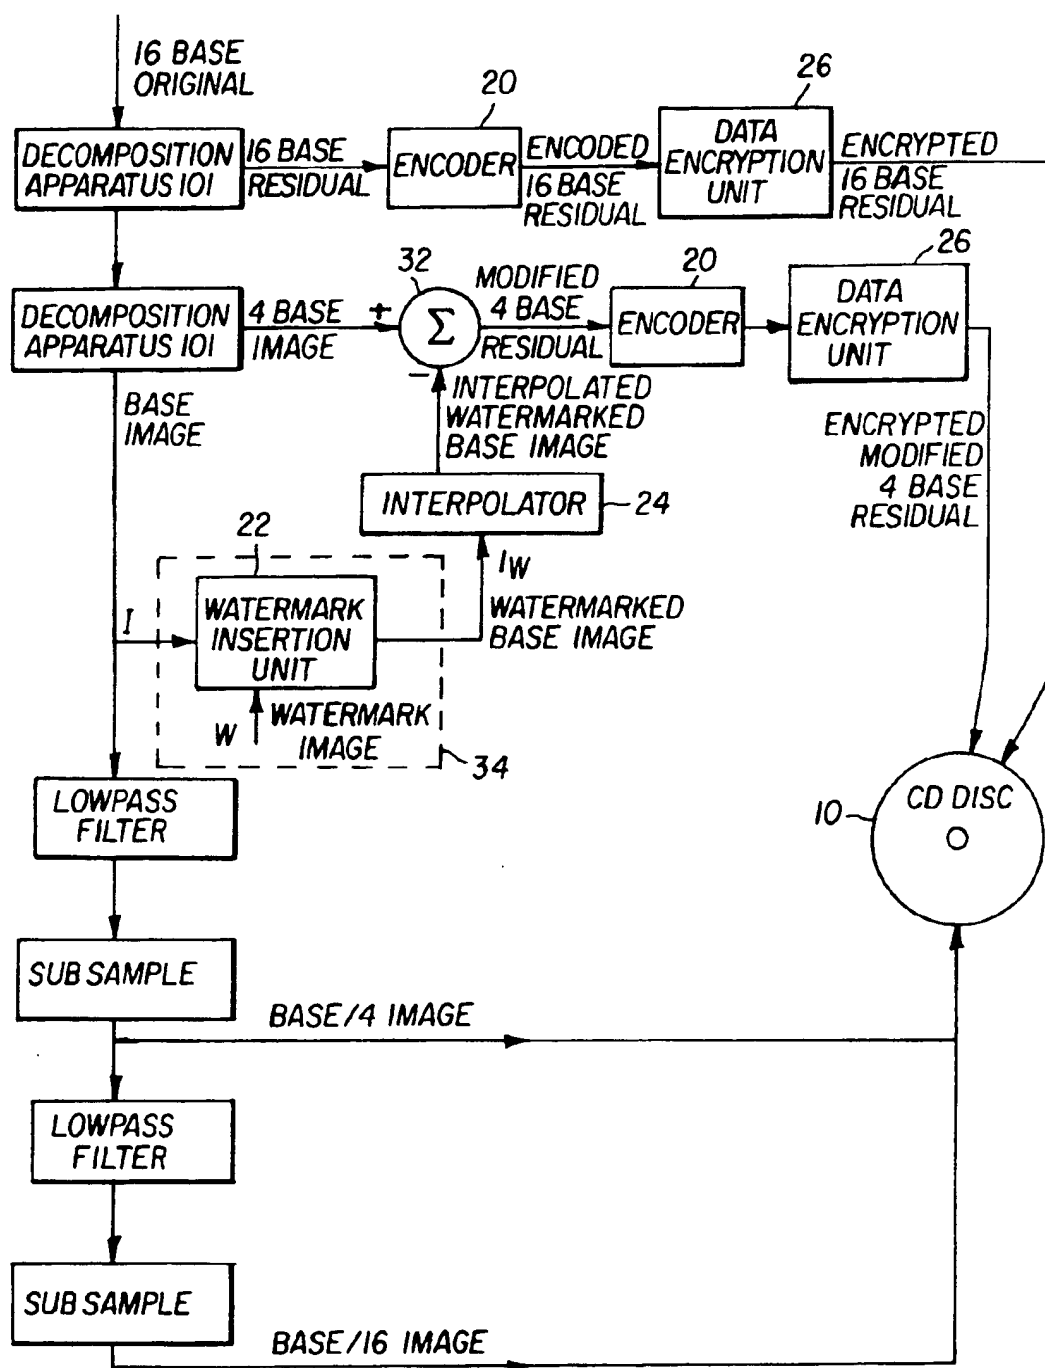 16 BASE
ORIGINAL
20
26
DECOMPOSITION
APPARATUS 101
16 BASE
RESIDUAL
ENCODER
ENCODED
16 BASE
RESIDUAL
DATA
ENCRYPTION
UNIT
ENCRYPTED
16 BASE
RESIDUAL
32
20
26
DECOMPOSITION
APPARATUS 101
4 BASE
IMAGE
+
Σ
−
MODIFIED
4 BASE
RESIDUAL
ENCODER
DATA
ENCRYPTION
UNIT
BASE
IMAGE
INTERPOLATED
WATERMARKED
BASE IMAGE
ENCRYPTED
MODIFIED
4 BASE
RESIDUAL
INTERPOLATOR
24
22
IW
WATERMARKED
BASE IMAGE
I
WATERMARK
INSERTION
UNIT
W
WATERMARK
IMAGE
34
LOWPASS
FILTER
10
CD DISC
SUB SAMPLE
BASE/4 IMAGE
LOWPASS
FILTER
SUB SAMPLE
BASE/16 IMAGE